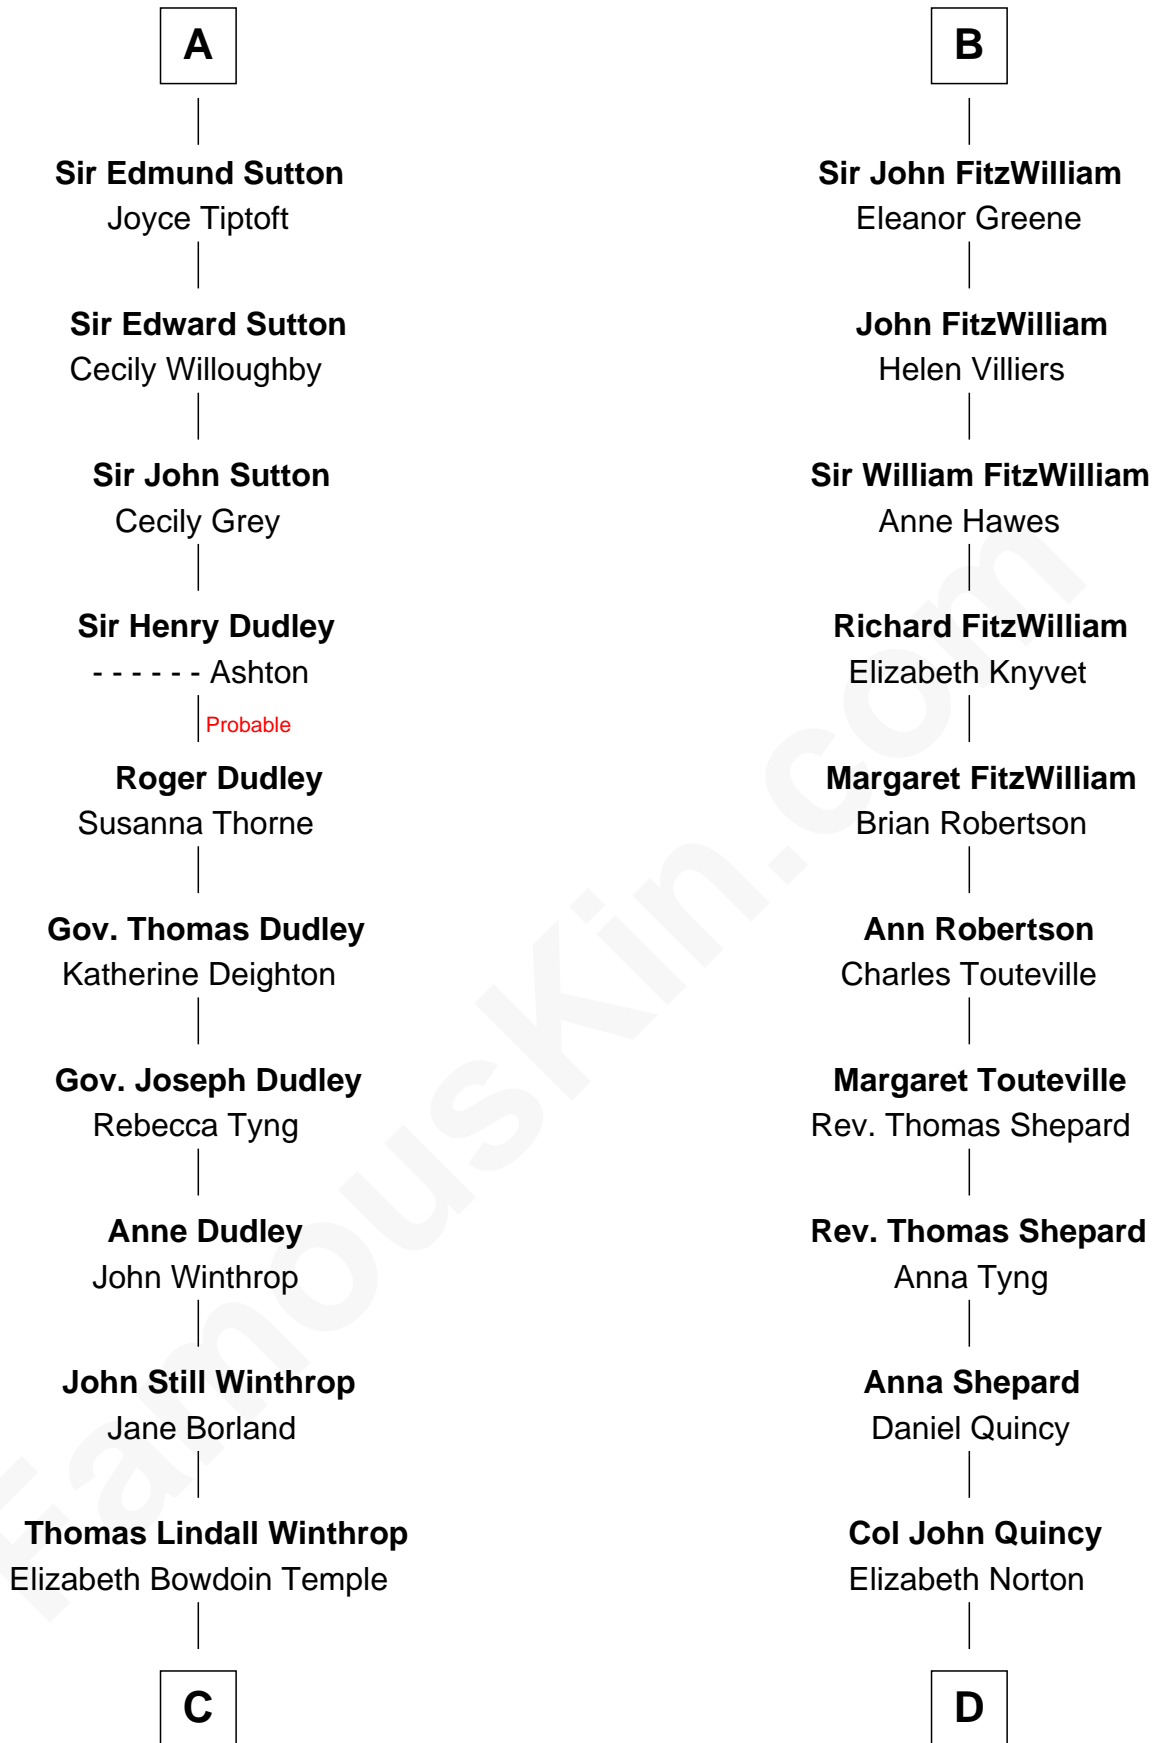 A
Sir Edmund Sutton
Joyce Tiptoft
Sir Edward Sutton
Cecily Willoughby
Sir John Sutton
Cecily Grey
Sir Henry Dudley
- - - - - - Ashton
Probable
Roger Dudley
Susanna Thorne
Gov. Thomas Dudley
Katherine Deighton
Gov. Joseph Dudley
Rebecca Tyng
Anne Dudley
John Winthrop
John Still Winthrop
Jane Borland
Thomas Lindall Winthrop
Elizabeth Bowdoin Temple
C
B
Sir John FitzWilliam
Eleanor Greene
John FitzWilliam
Helen Villiers
Sir William FitzWilliam
Anne Hawes
Richard FitzWilliam
Elizabeth Knyvet
Margaret FitzWilliam
Brian Robertson
Ann Robertson
Charles Touteville
Margaret Touteville
Rev. Thomas Shepard
Rev. Thomas Shepard
Anna Tyng
Anna Shepard
Daniel Quincy
Col John Quincy
Elizabeth Norton
D
FamousKin.com